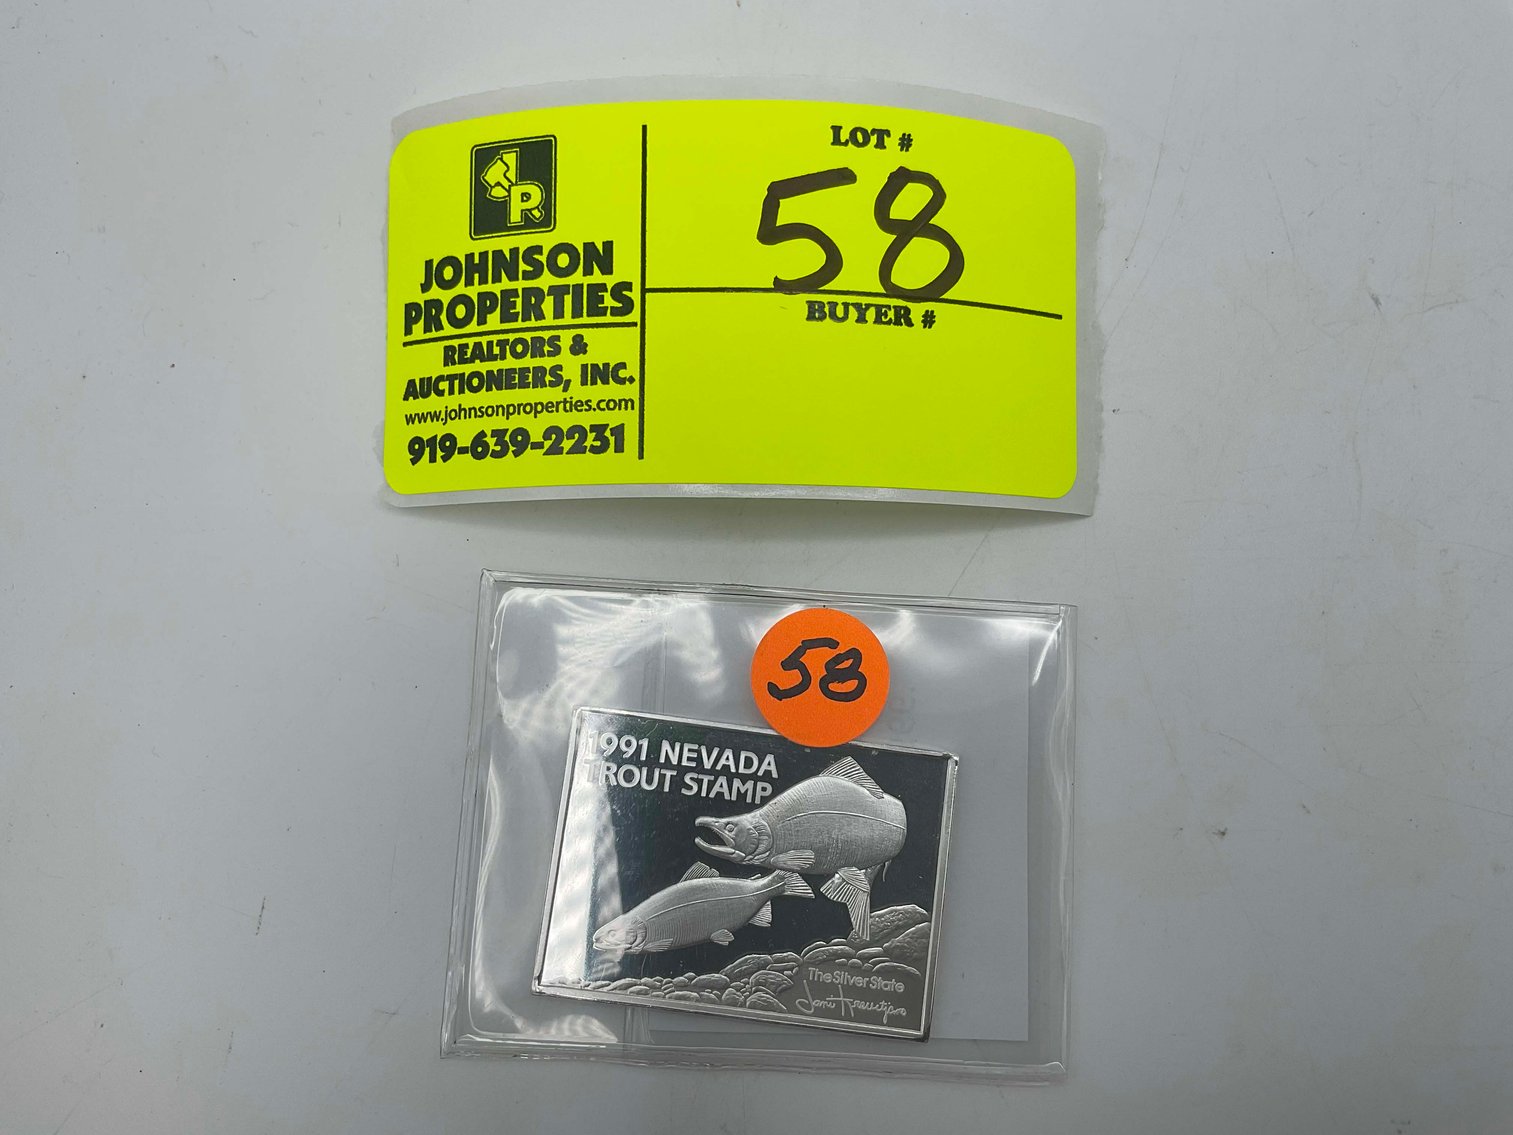 JP
JOHNSON
PROPERTIES
REALTORS &
AUCTIONEERS, INC.
www.johnsonproperties.com
919-639-2231
LOT #
58
BUYER #
58
1991 NEVADA
TROUT STAMP
The Silver State